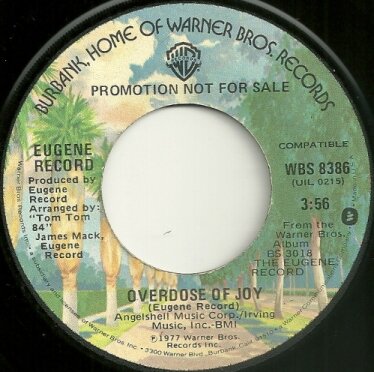 BURBANK, HOME OF WARNER BROS. RECORDS
PROMOTION NOT FOR SALE
EUGENE
RECORD
Produced by
Eugene
Record
Arranged by:
"Tom Tom
84"
James Mack,
Eugene
Record
COMPATIBLE
WBS 8386
(UIL 0215)
3:56
From the
Warner Bros.
Album
BS 3018
THE EUGENE
RECORD
OVERDOSE OF JOY
(Eugene Record)
Angelshell Music Corp./Irving
Music, Inc.-BMI
℗1977 Warner Bros.
Records Inc.